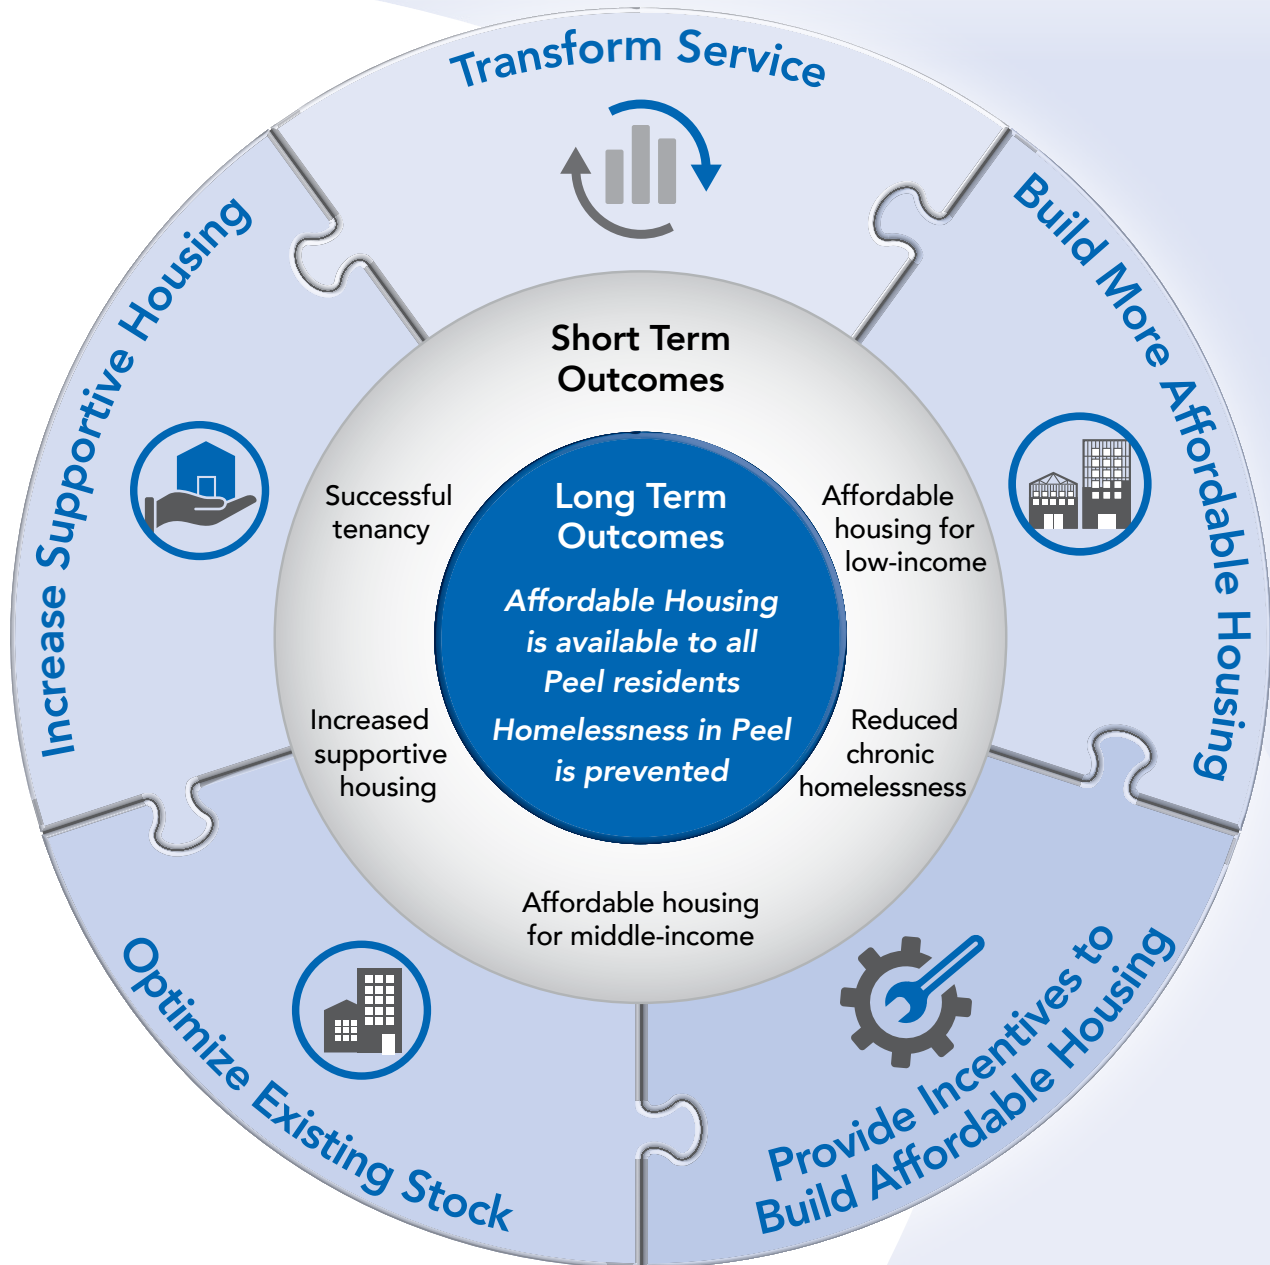 Transform Service
Build More Affordable Housing
Provide Incentives to
Build Affordable Housing
Optimize Existing Stock
Increase Supportive Housing
Short Term
Outcomes
Affordable
housing for
low-income
Reduced
chronic
homelessness
Affordable housing
for middle-income
Increased
supportive
housing
Successful
tenancy
Long Term
Outcomes
Affordable Housing
is available to all
Peel residents
Homelessness in Peel
is prevented